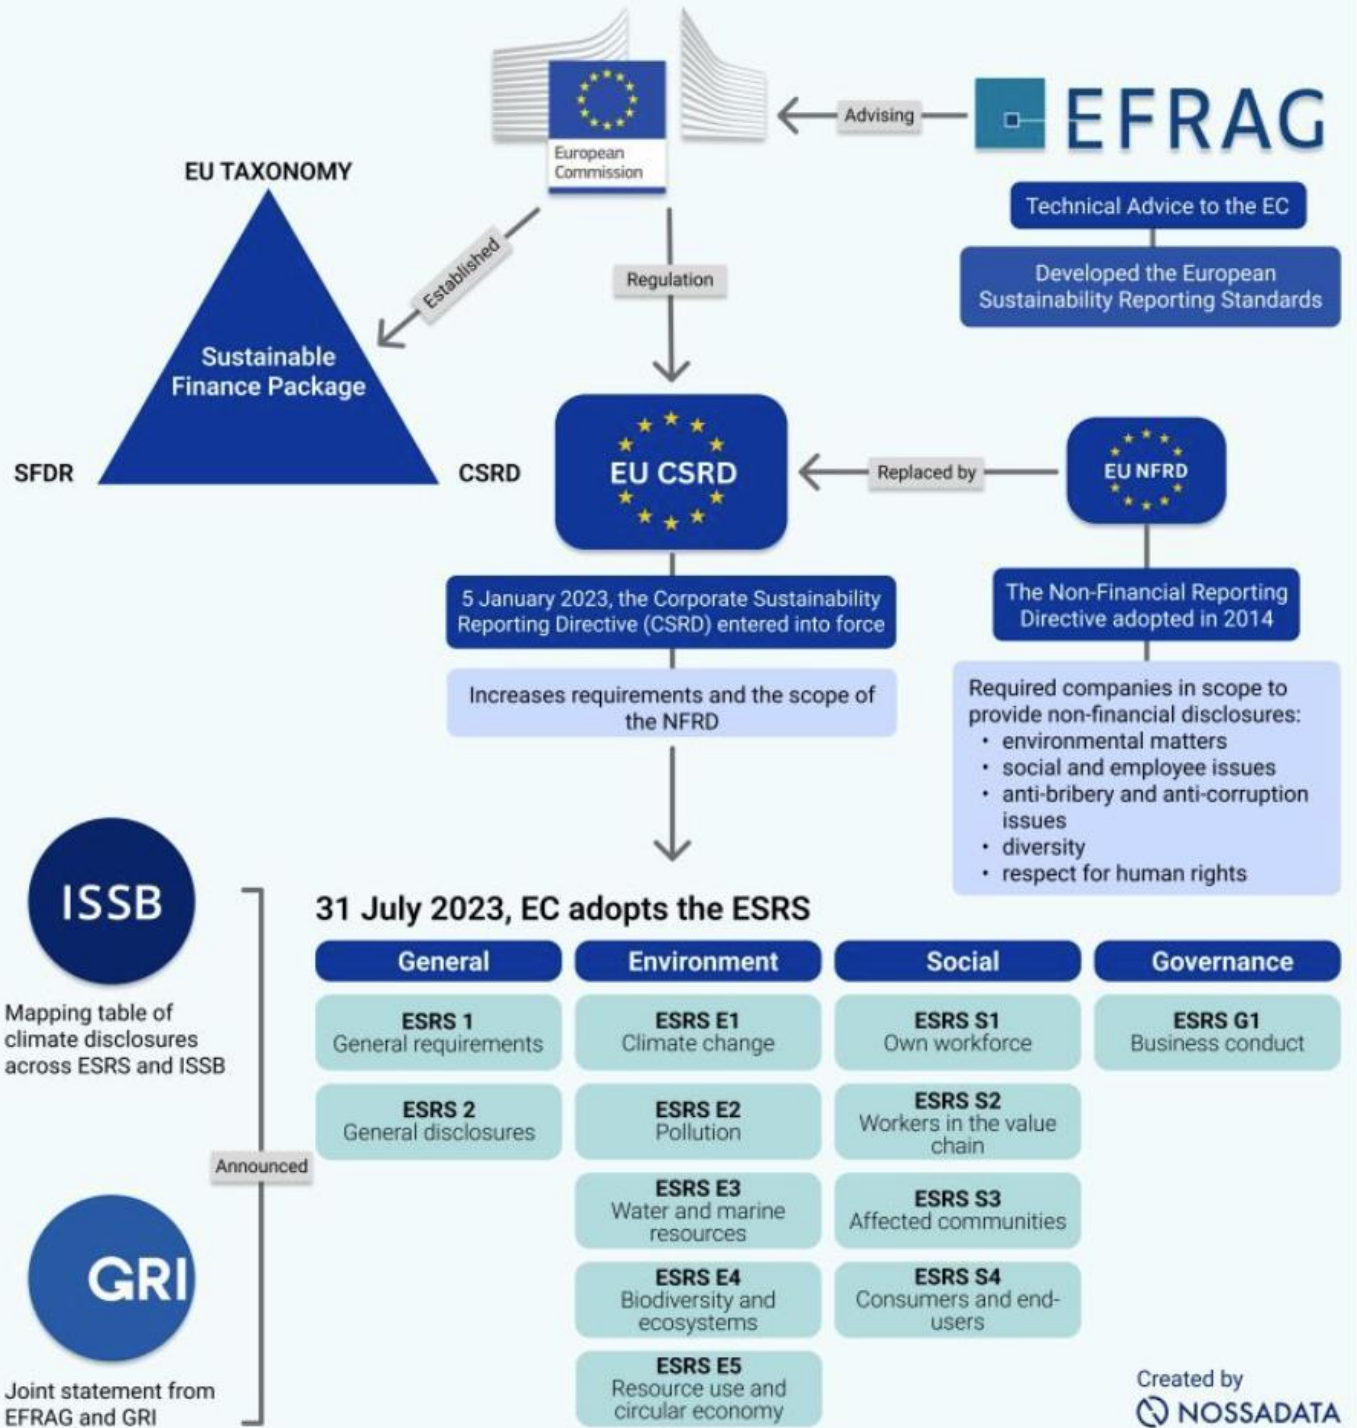 European
Commission
Advising
EFRAG
Technical Advice to the EC
Developed the European
Sustainability Reporting Standards
EU TAXONOMY
Established
Regulation
Sustainable
Finance Package
SFDR
CSRD
EU CSRD
Replaced by
EU NFRD
5 January 2023, the Corporate Sustainability
Reporting Directive (CSRD) entered into force
Increases requirements and the scope of
the NFRD
The Non-Financial Reporting
Directive adopted in 2014
Required companies in scope to
provide non-financial disclosures:
• environmental matters
• social and employee issues
• anti-bribery and anti-corruption
issues
• diversity
• respect for human rights
ISSB
Mapping table of
climate disclosures
across ESRS and ISSB
Announced
GRI
Joint statement from
EFRAG and GRI
31 July 2023, EC adopts the ESRS
General
ESRS 1
General requirements
ESRS 2
General disclosures
Environment
ESRS E1
Climate change
ESRS E2
Pollution
ESRS E3
Water and marine
resources
ESRS E4
Biodiversity and
ecosystems
ESRS E5
Resource use and
circular economy
Social
ESRS S1
Own workforce
ESRS S2
Workers in the value
chain
ESRS S3
Affected communities
ESRS S4
Consumers and end-
users
Governance
ESRS G1
Business conduct
Created by
NOSSADATA